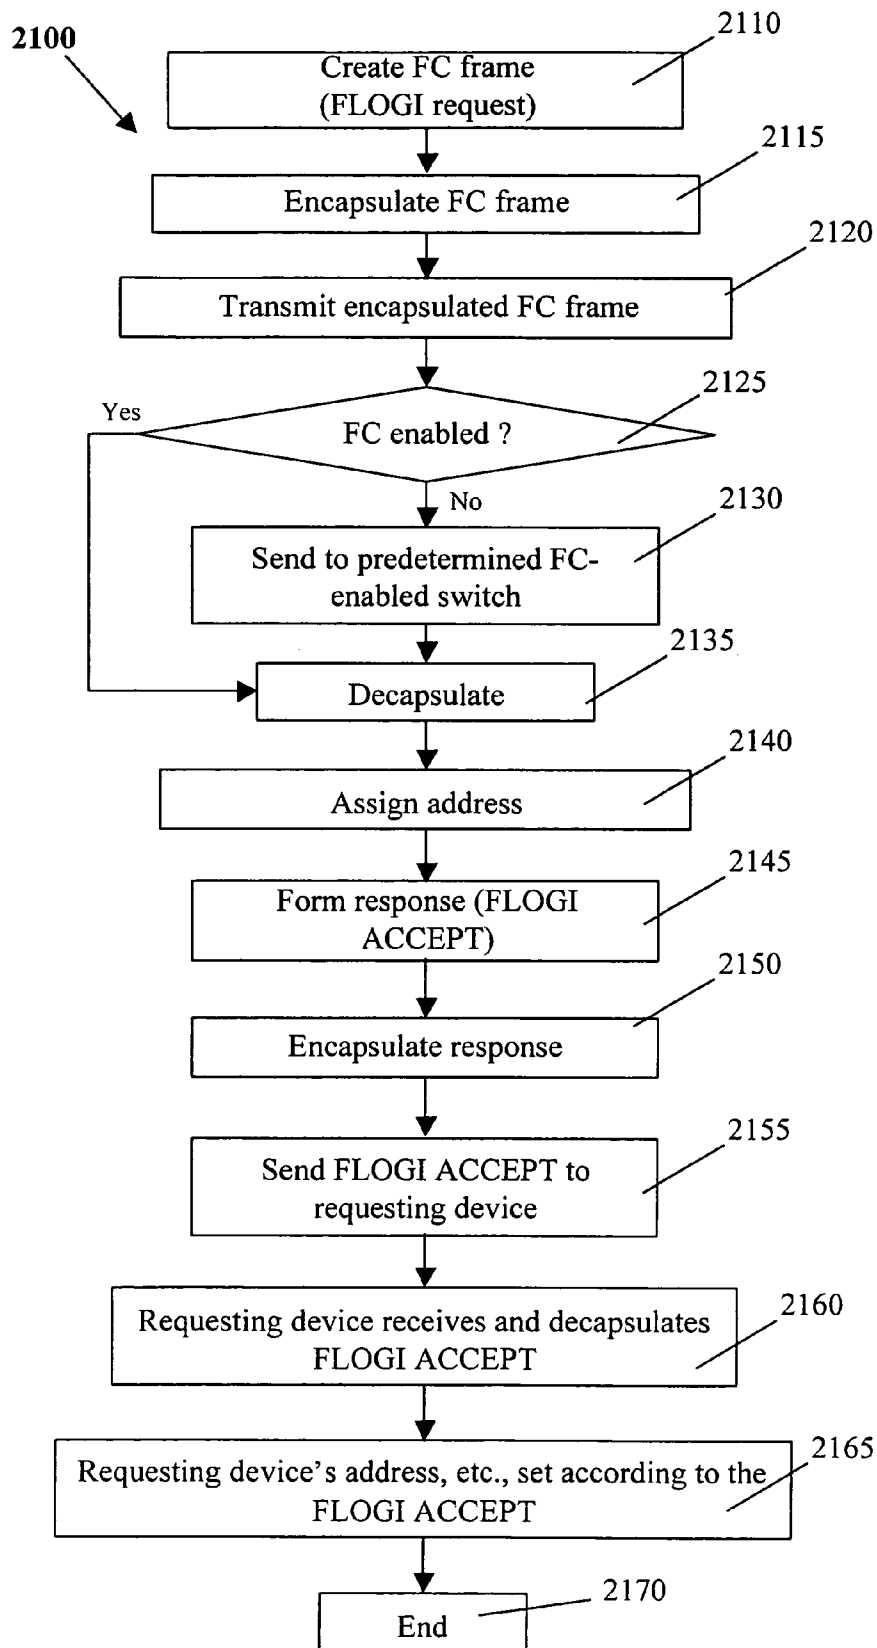 2100
2110
Create FC frame
(FLOGI request)
2115
Encapsulate FC frame
2120
Transmit encapsulated FC frame
2125
Yes
FC enabled ?
No
2130
Send to predetermined FC-
enabled switch
2135
Decapsulate
2140
Assign address
2145
Form response (FLOGI
ACCEPT)
2150
Encapsulate response
2155
Send FLOGI ACCEPT to
requesting device
2160
Requesting device receives and decapsulates
FLOGI ACCEPT
2165
Requesting device's address, etc., set according to the
FLOGI ACCEPT
2170
End